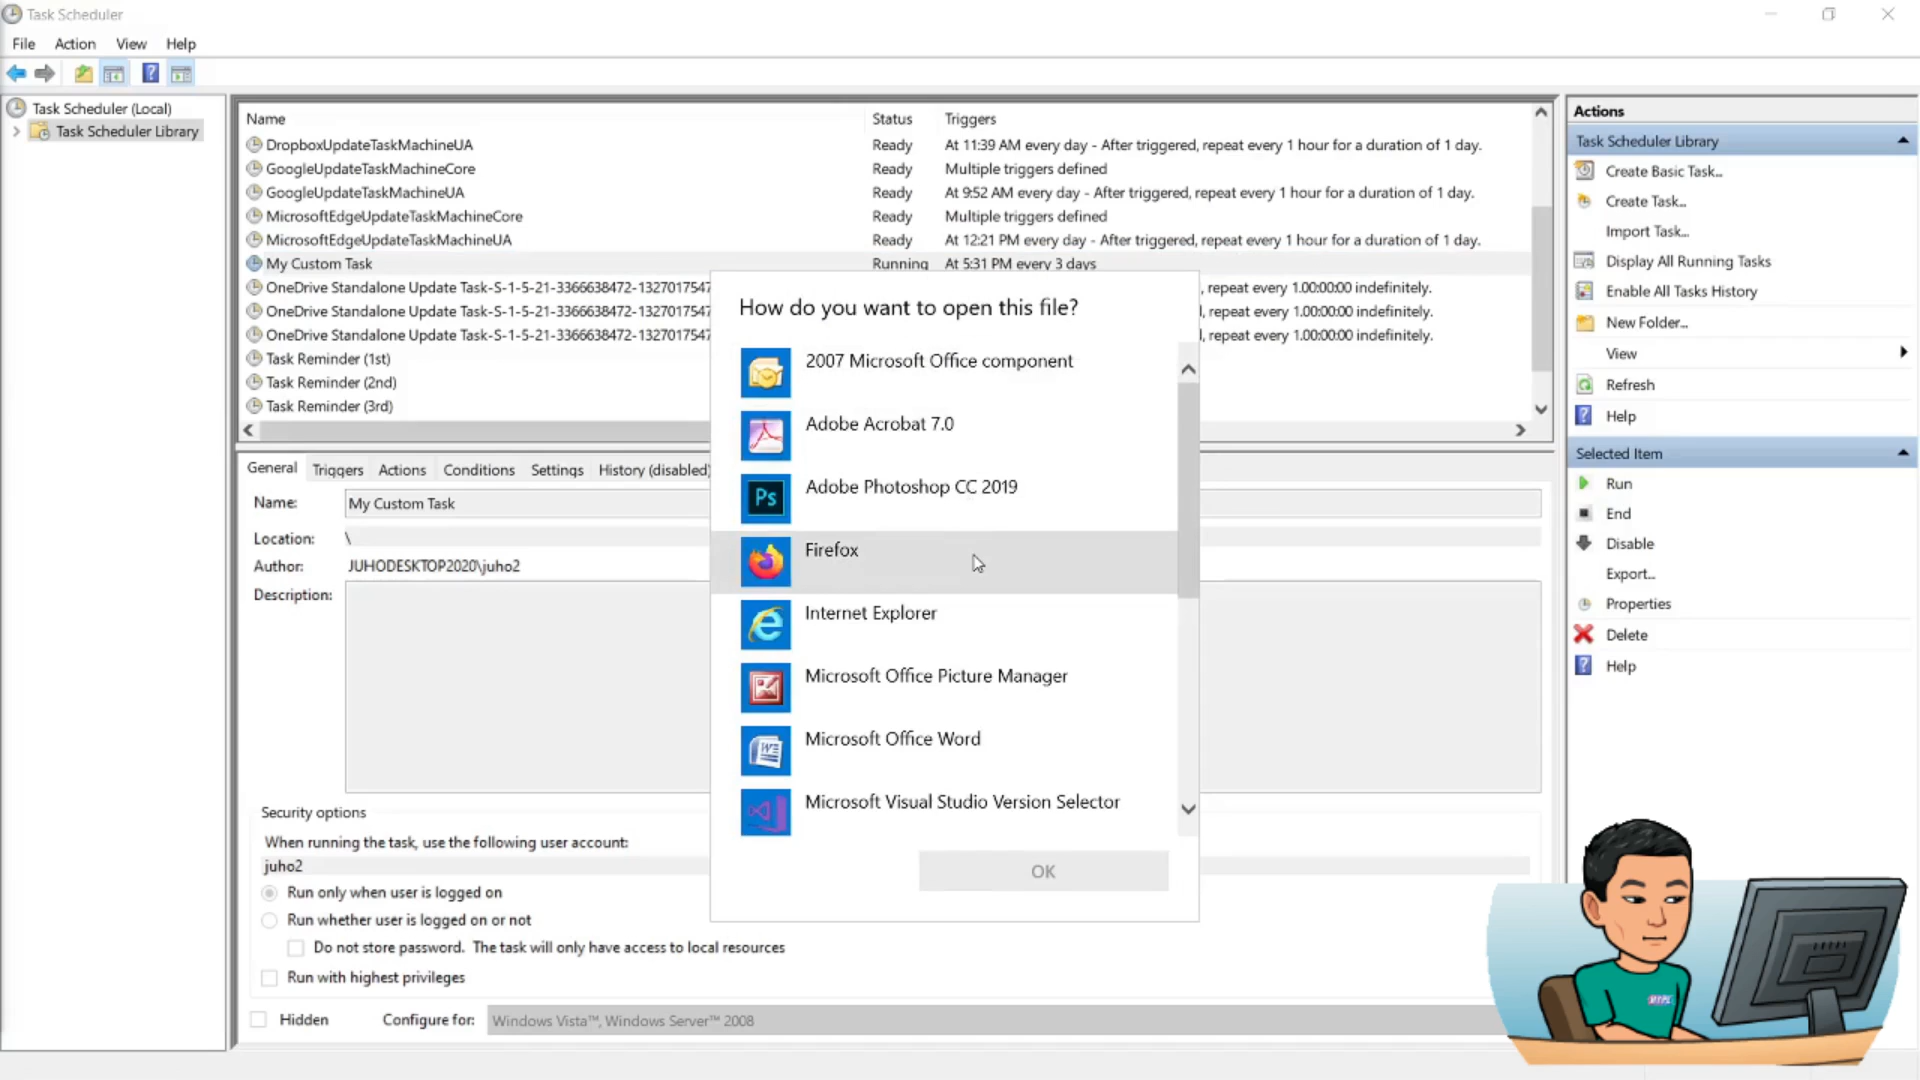 Task Scheduler
File Action View Help
Task Scheduler (Local)
Task Scheduler Library
Name Status Triggers
DropboxUpdateTaskMachineUA Ready At 11:39 AM every day - After triggered, repeat every 1 hour for a duration of 1 day.
GoogleUpdateTaskMachineCore Ready Multiple triggers defined
GoogleUpdateTaskMachineUA Ready At 9:52 AM every day - After triggered, repeat every 1 hour for a duration of 1 day.
MicrosoftEdgeUpdateTaskMachineCore Ready Multiple triggers defined
MicrosoftEdgeUpdateTaskMachineUA Ready At 12:21 PM every day - After triggered, repeat every 1 hour for a duration of 1 day.
My Custom Task Running At 5:31 PM every 3 days
OneDrive Standalone Update Task-S-1-5-21-3366638472-1327017547 , repeat every 1.00:00:00 indefinitely.
OneDrive Standalone Update Task-S-1-5-21-3366638472-1327017547 , repeat every 1.00:00:00 indefinitely.
OneDrive Standalone Update Task-S-1-5-21-3366638472-1327017547 , repeat every 1.00:00:00 indefinitely.
Task Reminder (1st)
Task Reminder (2nd)
Task Reminder (3rd)
General Triggers Actions Conditions Settings History (disabled)
Name: My Custom Task
Location: \
Author: JUHODESKTOP2020\juho2
Description:
Security options
When running the task, use the following user account:
juho2
Run only when user is logged on
Run whether user is logged on or not
Do not store password. The task will only have access to local resources
Run with highest privileges
Hidden Configure for: Windows Vista™, Windows Server™ 2008
How do you want to open this file?
2007 Microsoft Office component
Adobe Acrobat 7.0
Ps Adobe Photoshop CC 2019
Firefox
Internet Explorer
Microsoft Office Picture Manager
Microsoft Office Word
Microsoft Visual Studio Version Selector
OK
Actions
Task Scheduler Library
Create Basic Task...
Create Task...
Import Task...
Display All Running Tasks
Enable All Tasks History
New Folder...
View
Refresh
Help
Selected Item
Run
End
Disable
Export...
Properties
Delete
Help